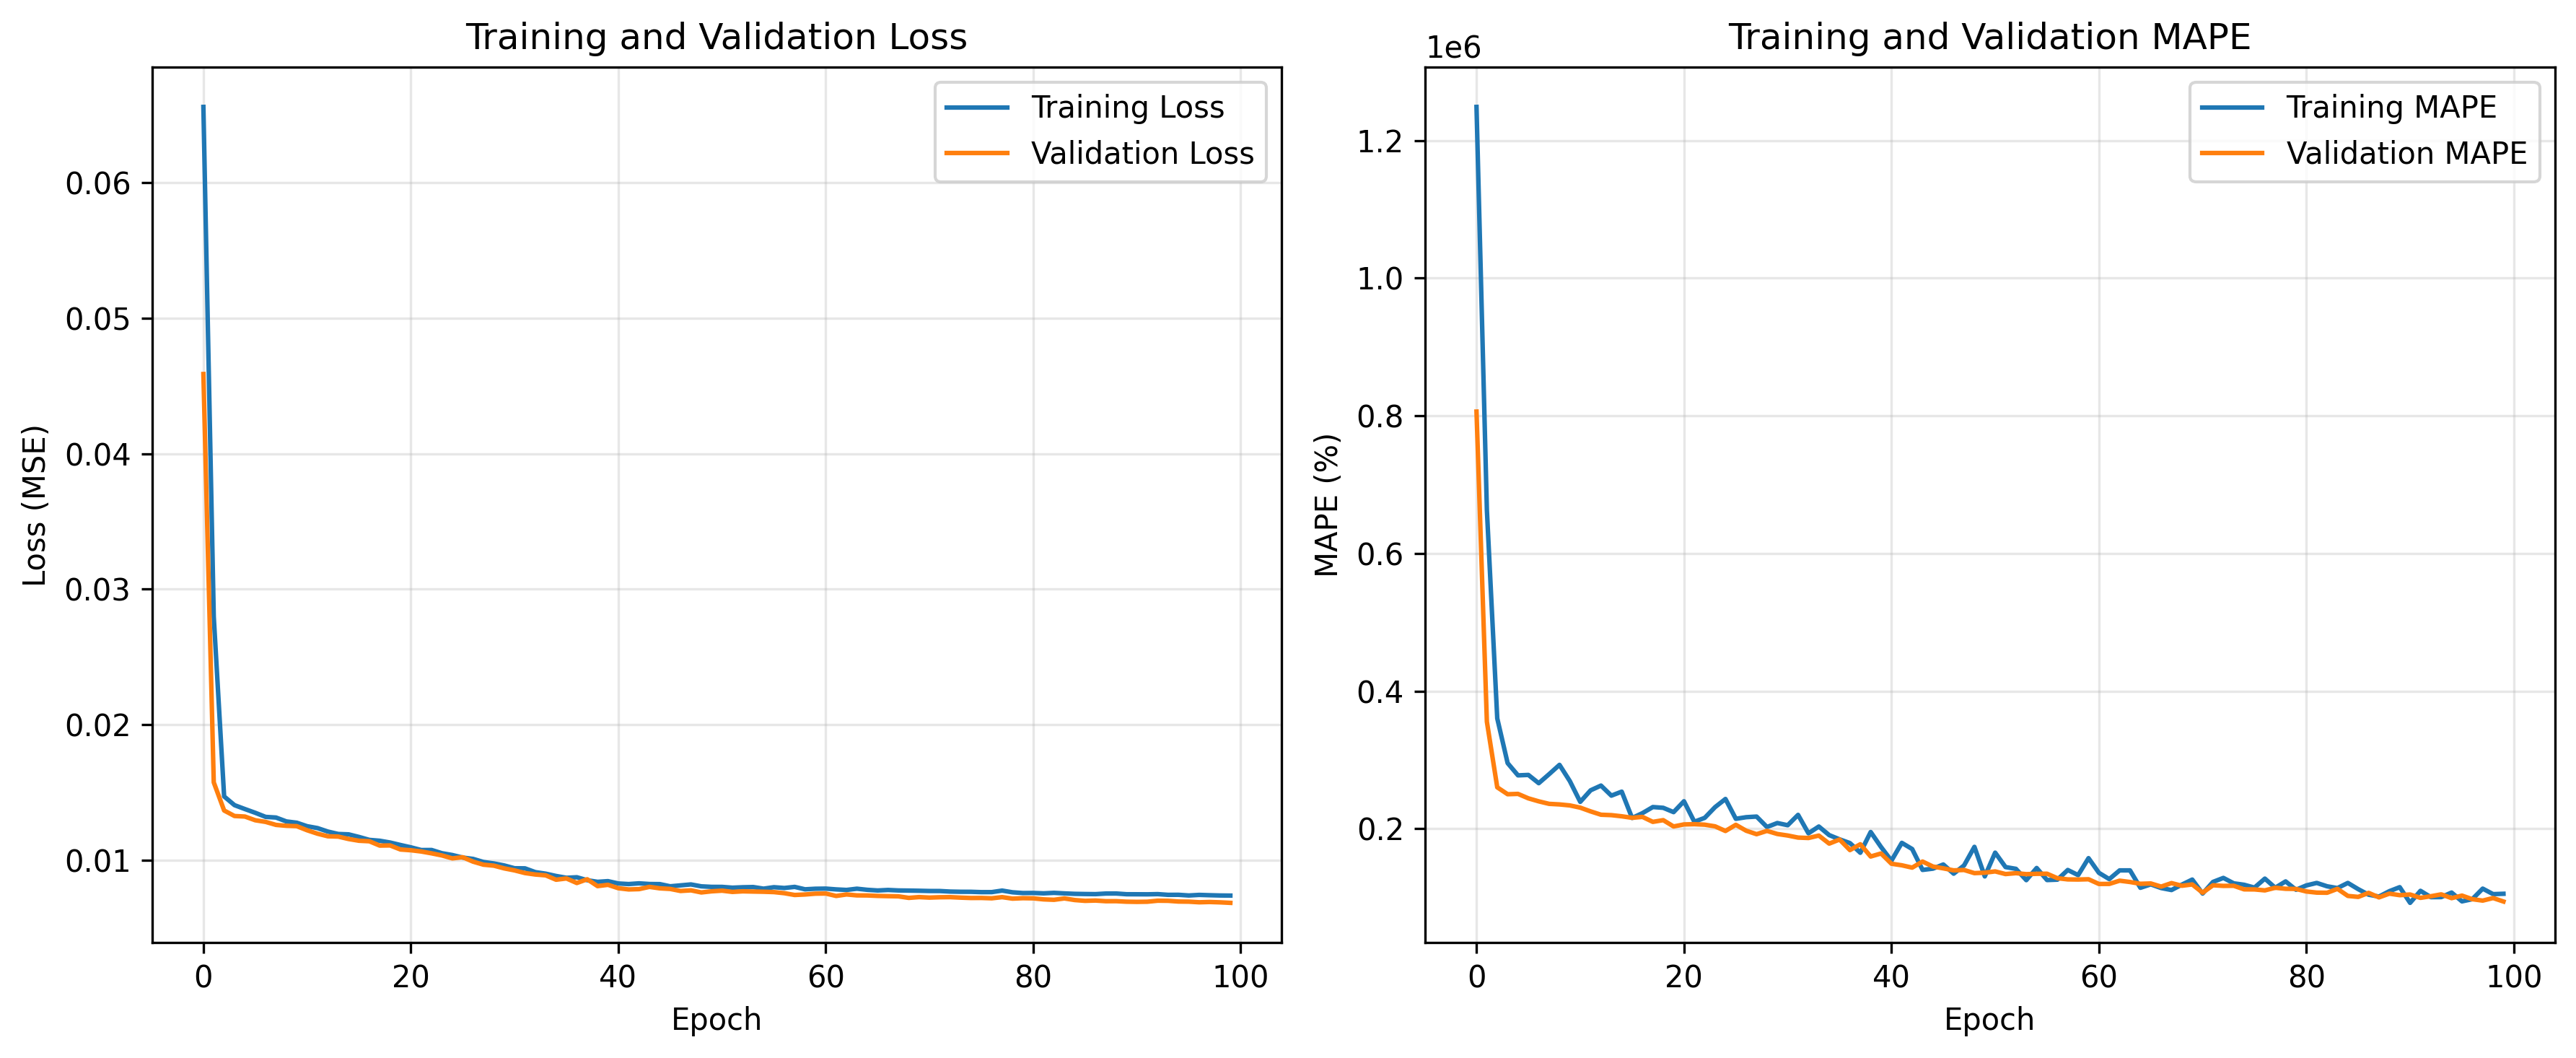 Training and Validation Loss
Training Loss
Validation Loss
0.06
0.05
0.04
0.03
0.02
0.01
Loss (MSE)
0 20 40 60 80 100
Epoch
Training and Validation MAPE
1e6
Training MAPE
Validation MAPE
1.2
1.0
0.8
0.6
0.4
0.2
MAPE (%)
0 20 40 60 80 100
Epoch